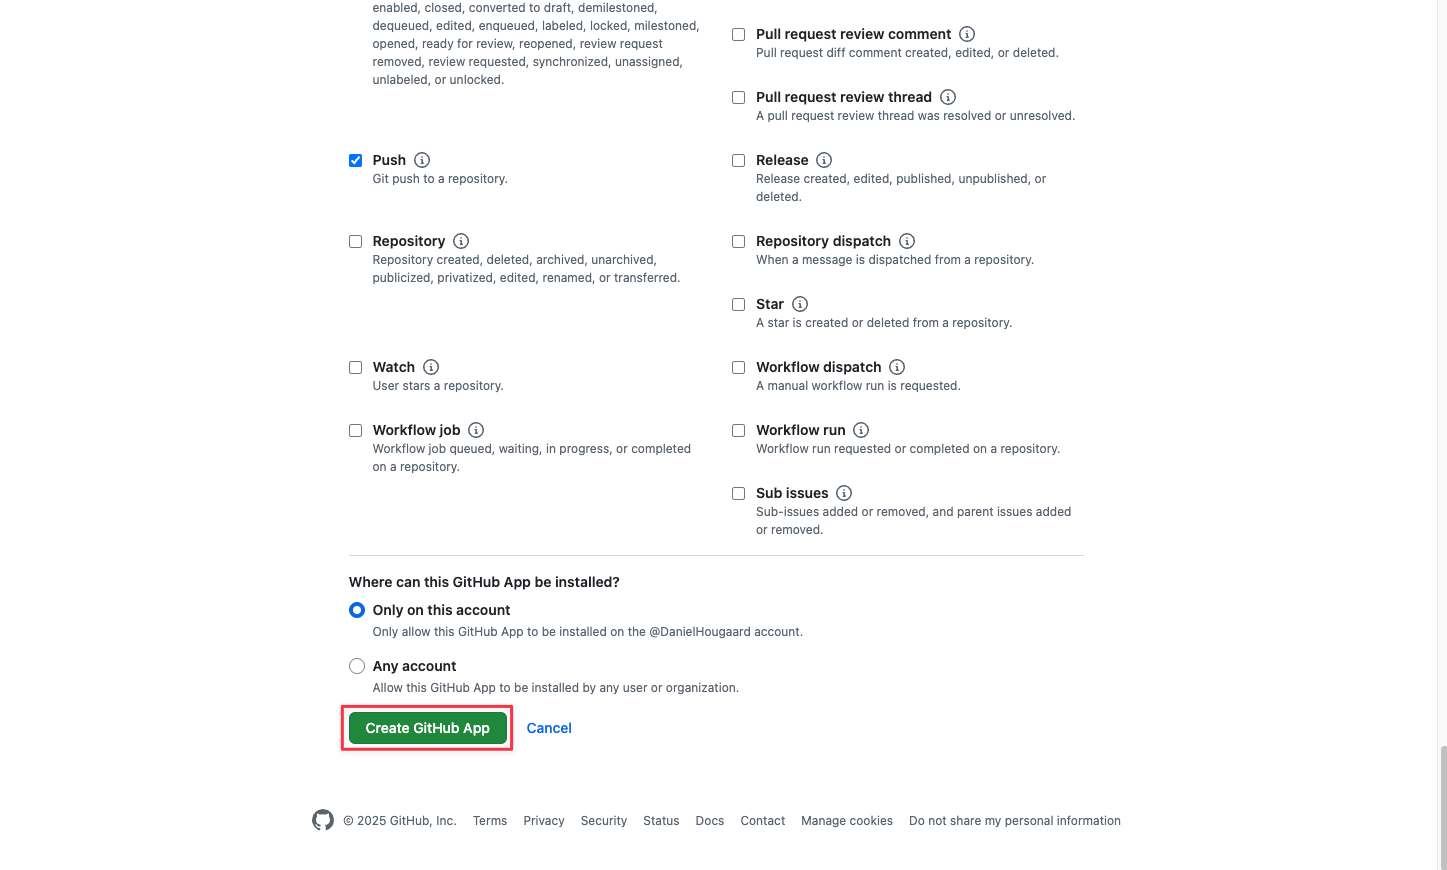 enabled, closed, converted to draft, demilestoned,
dequeued, edited, enqueued, labeled, locked, milestoned,
opened, ready for review, reopened, review request
removed, review requested, synchronized, unassigned,
unlabeled, or unlocked.
Pull request review comment
Pull request diff comment created, edited, or deleted.
Pull request review thread
A pull request review thread was resolved or unresolved.
Push
Git push to a repository.
Release
Release created, edited, published, unpublished, or
deleted.
Repository
Repository created, deleted, archived, unarchived,
publicized, privatized, edited, renamed, or transferred.
Repository dispatch
When a message is dispatched from a repository.
Star
A star is created or deleted from a repository.
Watch
User stars a repository.
Workflow dispatch
A manual workflow run is requested.
Workflow job
Workflow job queued, waiting, in progress, or completed
on a repository.
Workflow run
Workflow run requested or completed on a repository.
Sub issues
Sub-issues added or removed, and parent issues added
or removed.
Where can this GitHub App be installed?
Only on this account
Only allow this GitHub App to be installed on the @DanielHougaard account.
Any account
Allow this GitHub App to be installed by any user or organization.
Create GitHub App Cancel
© 2025 GitHub, Inc. Terms Privacy Security Status Docs Contact Manage cookies Do not share my personal information